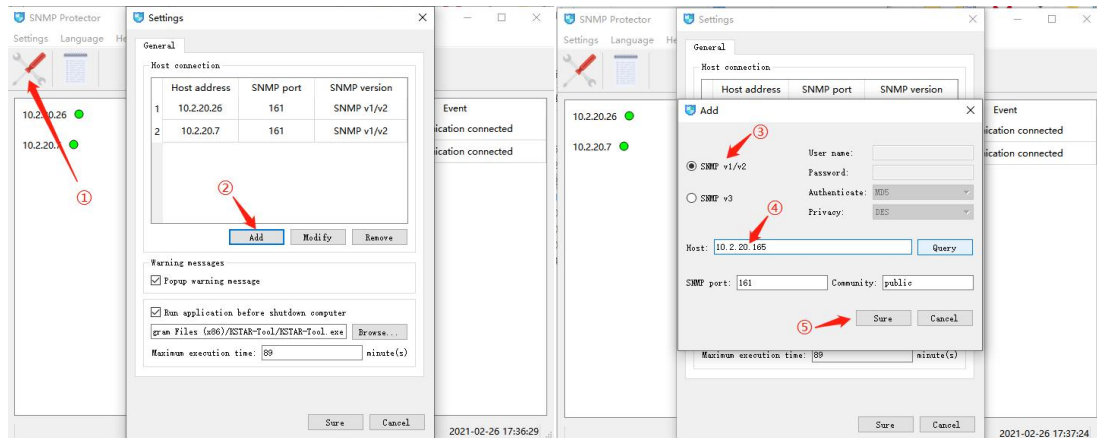 SNMP Protector
Settings Language He
①
10.2.20.26
10.2.20.7
Settings
General
Host connection
Host address SNMP port SNMP version
1 10.2.20.26 161 SNMP v1/v2
2 10.2.20.7 161 SNMP v1/v2
②
Add Modify Remove
Warning messages
Popup warning message
Run application before shutdown computer
gram Files (x86)/KSTAR-Tool/KSTAR-Tool.exe Browse...
Maximum execution time: 89 minute(s)
Sure Cancel
Event
ication connected
ication connected
2021-02-26 17:36:29
SNMP Protector
Settings Language He
10.2.20.26
10.2.20.7
Settings
General
Host connection
Host address SNMP port SNMP version
Add
③
SNMP v1/v2
SNMP v3
User name:
Password:
Authenticate: MD5
Privacy: DES
④
Host: 10.2.20.165 Query
SNMP port: 161 Community: public
⑤
Sure Cancel
Maximum execution time: 89 minute(s)
Sure Cancel
Event
ication connected
ication connected
2021-02-26 17:37:24